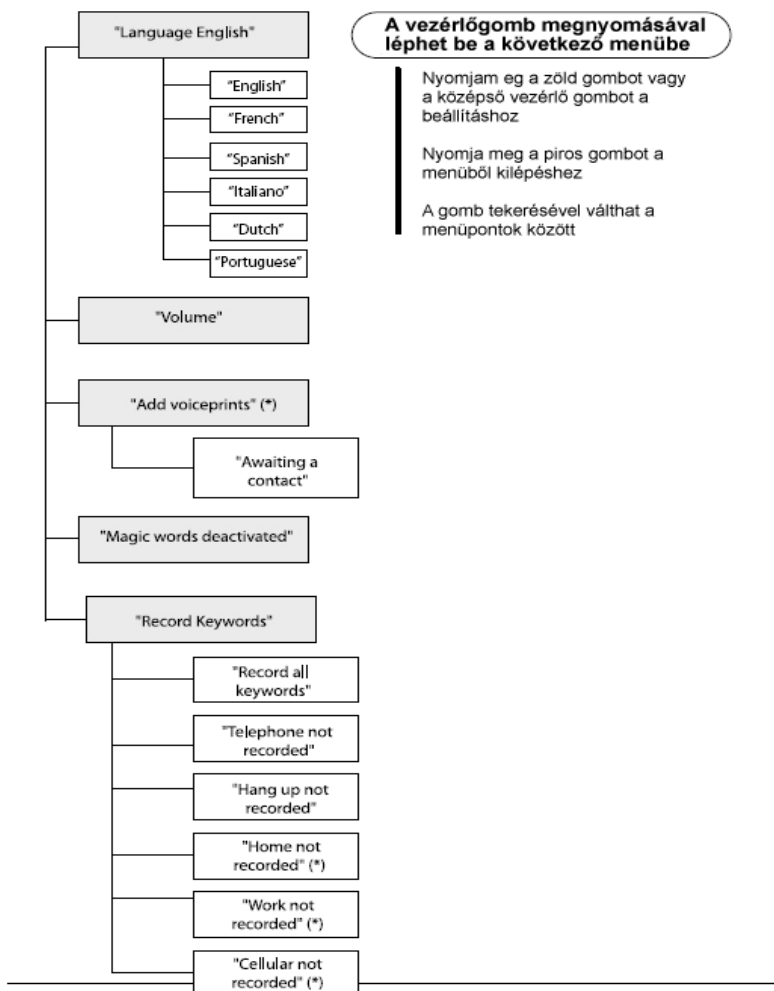 "Language English"
"English"
"French"
"Spanish"
"Italiano"
"Dutch"
"Portuguese"
"Volume"
"Add voiceprints" (*)
"Awaiting a
contact"
"Magic words deactivated"
"Record Keywords"
"Record all
keywords"
"Telephone not
recorded"
"Hang up not
recorded"
"Home not
recorded" (*)
"Work not
recorded" (*)
"Cellular not
recorded" (*)
A vezérlőgomb megnyomásával
léphet be a következő menübe
Nyomjam eg a zöld gombot vagy
a középső vezérlő gombot a
beállításhoz
Nyomja meg a piros gombot a
menüből kilépéshez
A gomb tekerésével válthat a
menüpontok között